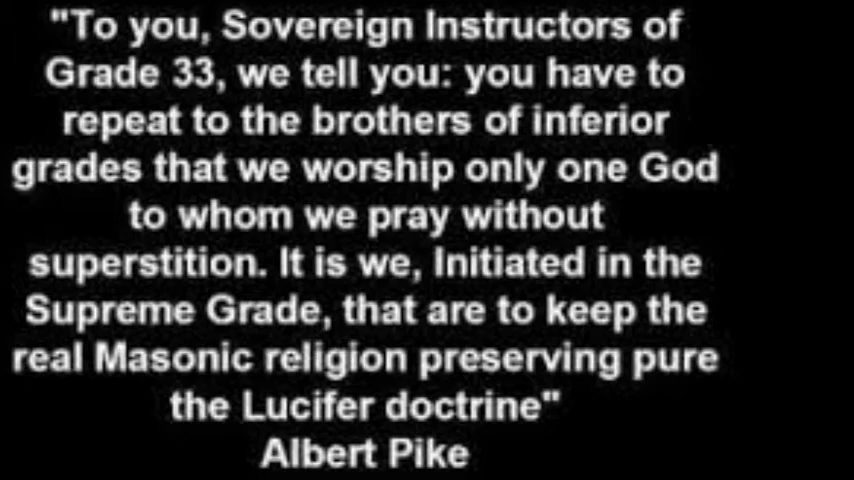 "To you, Sovereign Instructors of
Grade 33, we tell you: you have to
repeat to the brothers of inferior
grades that we worship only one God
to whom we pray without
superstition. It is we, Initiated in the
Supreme Grade, that are to keep the
real Masonic religion preserving pure
the Lucifer doctrine"
Albert Pike